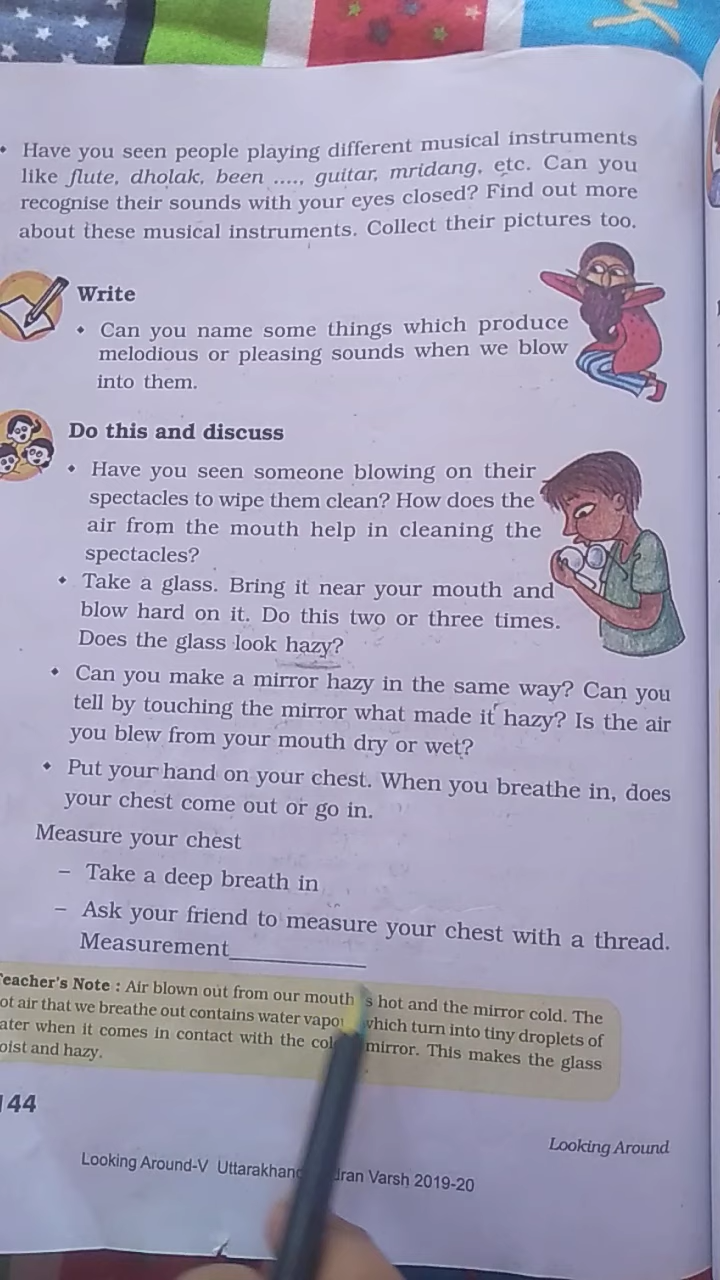 Have you seen people playing different musical instruments
like flute, dholak, been ...., guitar, mridang, etc. Can you
recognise their sounds with your eyes closed? Find out more
about these musical instruments. Collect their pictures too.
Write
Can you name some things which produce
melodious or pleasing sounds when we blow
into them.
Do this and discuss
Have you seen someone blowing on their
spectacles to wipe them clean? How does the
air from the mouth help in cleaning the
spectacles?
Take a glass. Bring it near your mouth and
blow hard on it. Do this two or three times.
Does the glass look hazy?
Can you make a mirror hazy in the same way? Can you
tell by touching the mirror what made it hazy? Is the air
you blew from your mouth dry or wet?
Put your hand on your chest. When you breathe in, does
your chest come out or go in.
Measure your chest
– Take a deep breath in
– Ask your friend to measure your chest with a thread.
Measurement
eacher's Note : Air blown out from our mouth s hot and the mirror cold. The
ot air that we breathe out contains water vapo which turn into tiny droplets of
ater when it comes in contact with the col mirror. This makes the glass
oist and hazy.
144
Looking Around
Looking Around-V Uttarakhan Varsh 2019-20